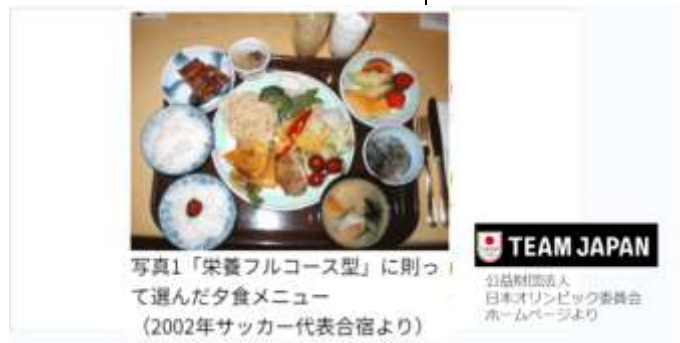 写真1「栄養フルコース型」に則っ
て選んだ夕食メニュー
（2002年サッカー代表合宿より）
TEAM JAPAN
公益財団法人
日本オリンピック委員会
ホームページより